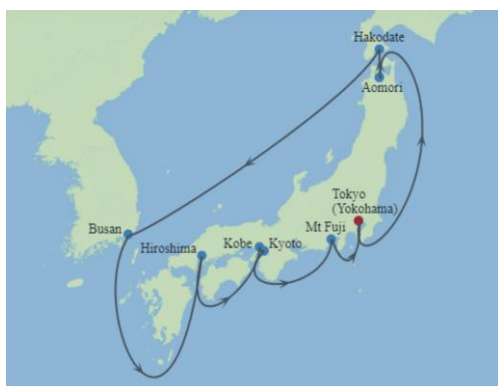 Hakodate
Aomori
Tokyo
(Yokohama)
Mt Fuji
Busan
Hiroshima
Kobe
Kyoto